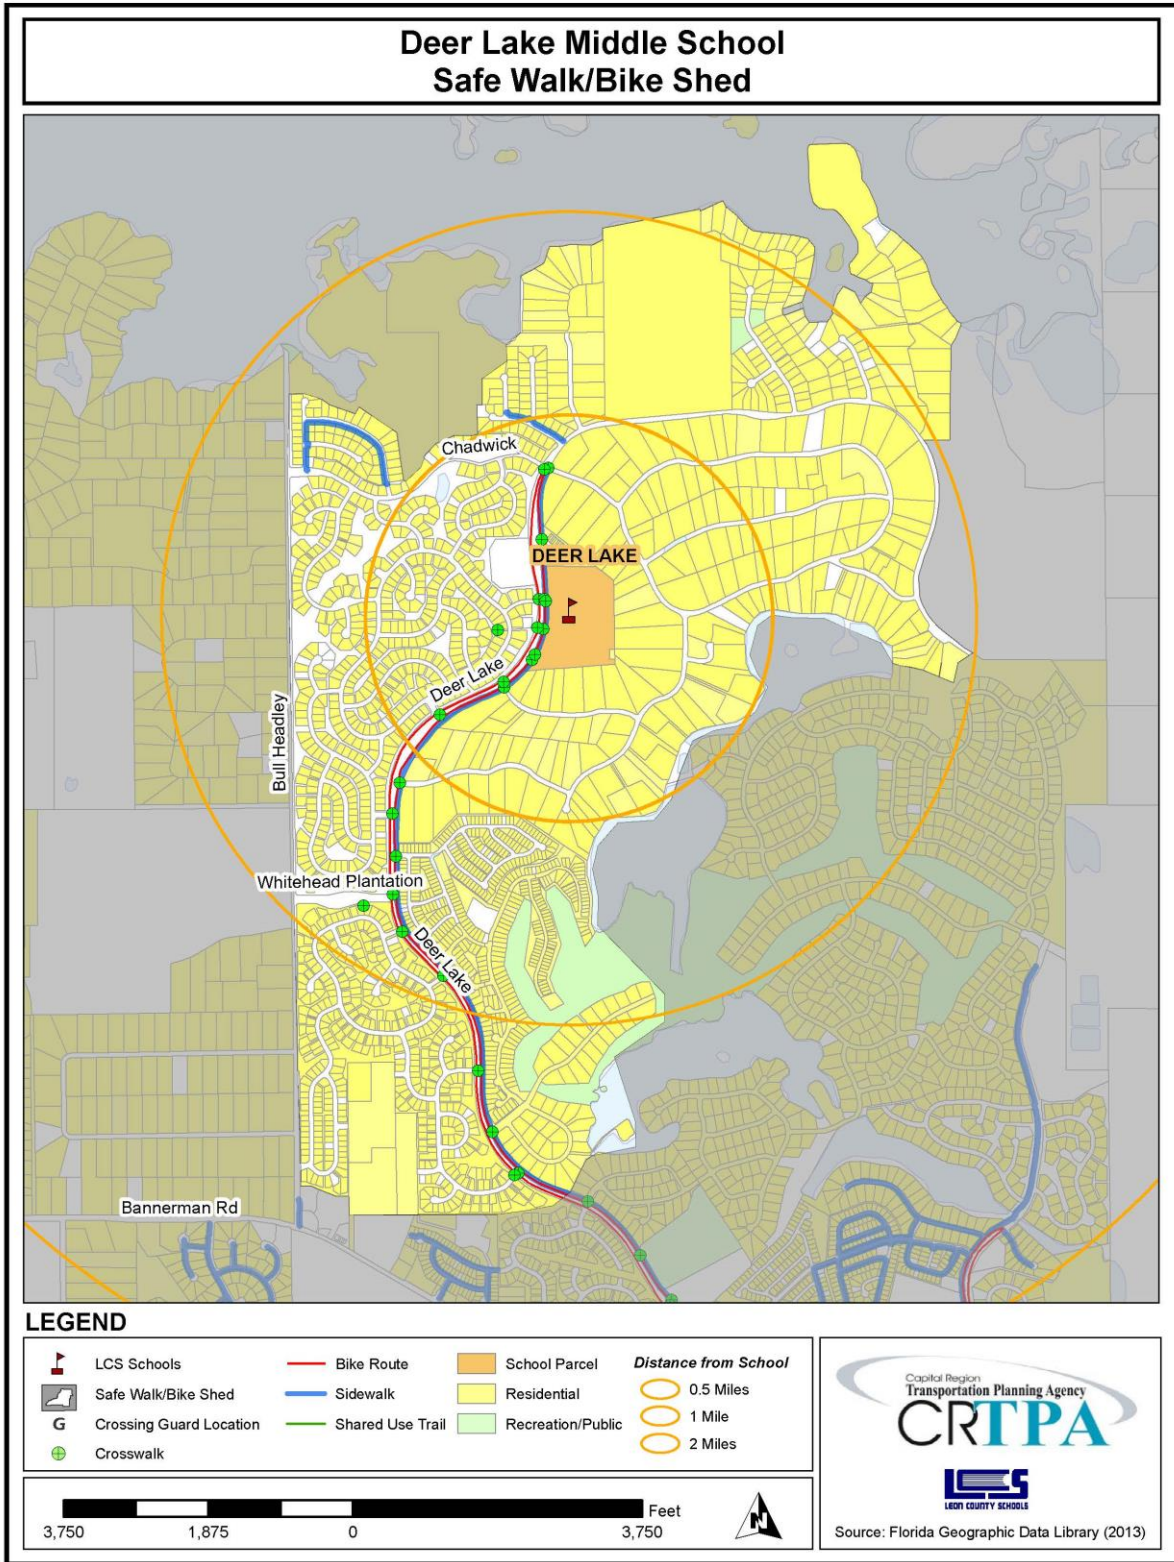 Deer Lake Middle School
Safe Walk/Bike Shed
Chadwick
DEER LAKE
Deer Lake
Bull Headley
Whitehead Plantation
Deer Lake
Bannerman Rd
LEGEND
LCS Schools
Safe Walk/Bike Shed
G Crossing Guard Location
Crosswalk
Bike Route
Sidewalk
Shared Use Trail
School Parcel
Residential
Recreation/Public
Distance from School
0.5 Miles
1 Mile
2 Miles
Feet
3,750 1,875 0 3,750
N
Capital Region
Transportation Planning Agency
CRTPA
LCS
LEON COUNTY SCHOOLS
Source: Florida Geographic Data Library (2013)